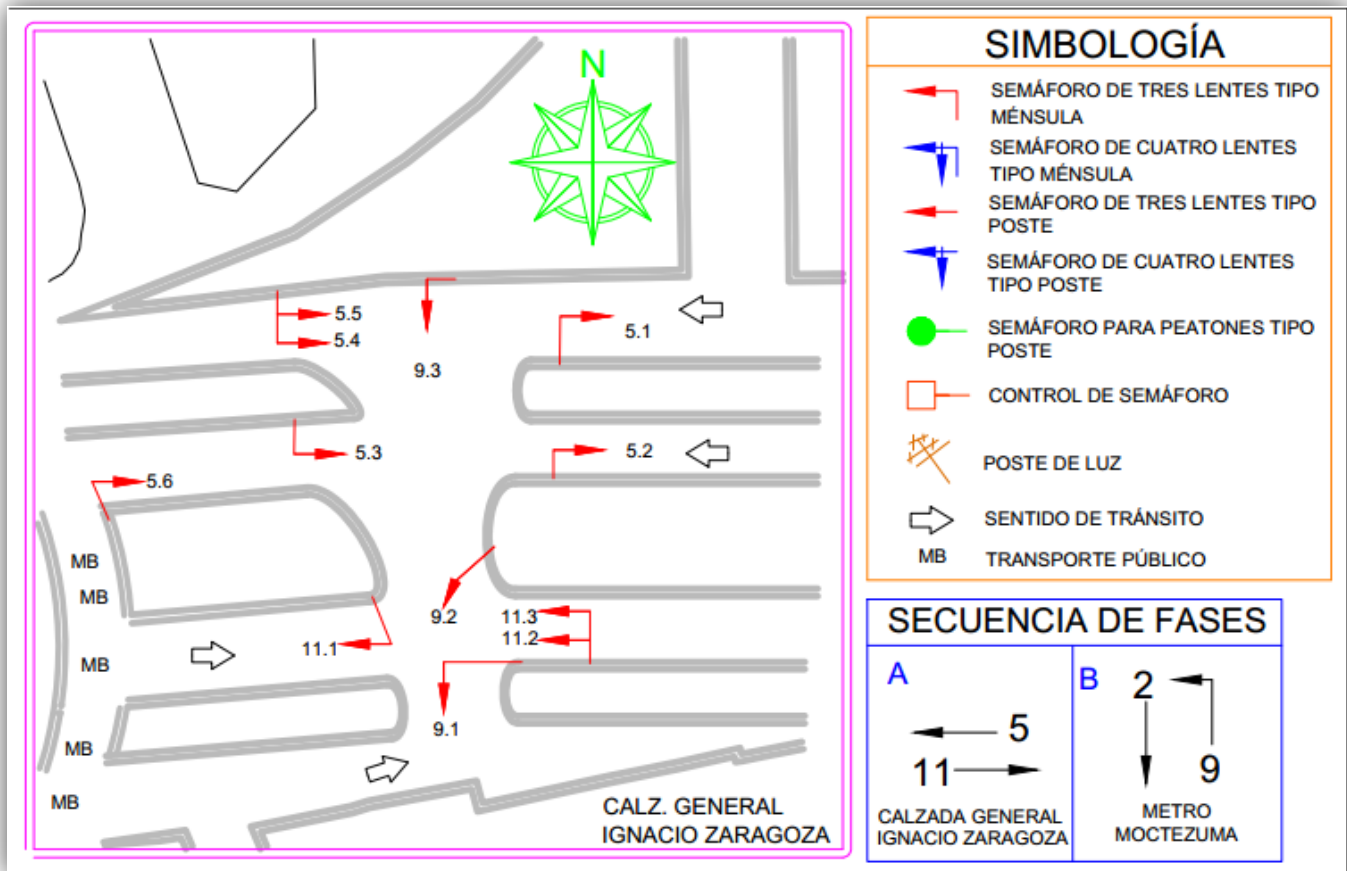 N
5.5
5.4
5.1
9.3
5.3
5.2
5.6
MB
MB
9.2
11.3
11.2
11.1
MB
9.1
MB
MB
CALZ. GENERAL
IGNACIO ZARAGOZA
SIMBOLOGÍA
SEMÁFORO DE TRES LENTES TIPO
MÉNSULA
SEMÁFORO DE CUATRO LENTES
TIPO MÉNSULA
SEMÁFORO DE TRES LENTES TIPO
POSTE
SEMÁFORO DE CUATRO LENTES
TIPO POSTE
SEMÁFORO PARA PEATONES TIPO
POSTE
CONTROL DE SEMÁFORO
POSTE DE LUZ
SENTIDO DE TRÁNSITO
MB TRANSPORTE PÚBLICO
SECUENCIA DE FASES
A
5
11
CALZADA GENERAL
IGNACIO ZARAGOZA
B
2
9
METRO
MOCTEZUMA